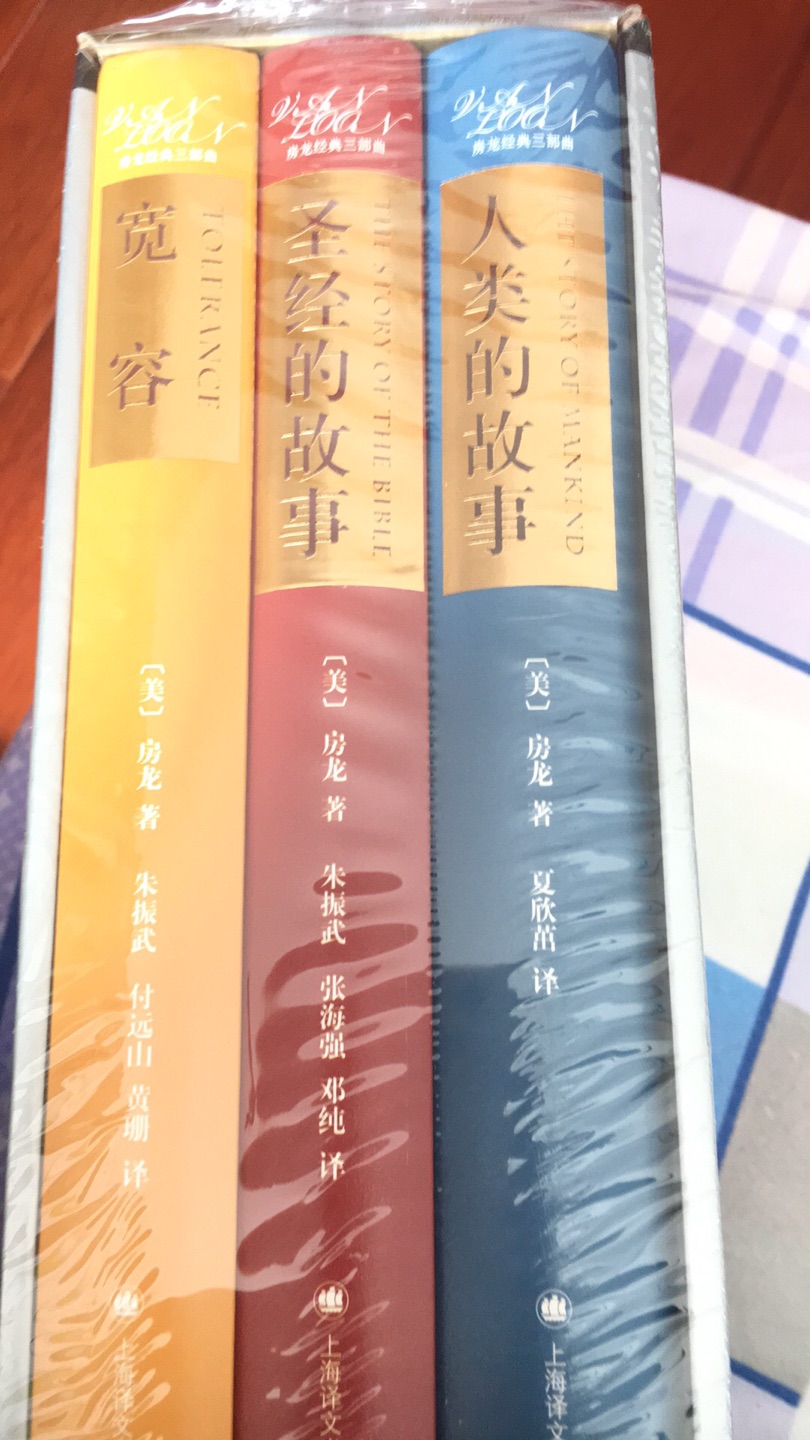 VAN LOON
房龙经典三部曲
宽容
TOLERANCE
[美] 房龙 著
朱振武 付远山 黄珊 译
上海译文
VAN LOON
房龙经典三部曲
圣经的故事
THE STORY OF THE BIBLE
[美] 房龙 著
朱振武 张海强 邓纯 译
上海译文
VAN LOON
房龙经典三部曲
人类的故事
THE STORY OF MANKIND
[美] 房龙 著
夏欣茁 译
上海译文